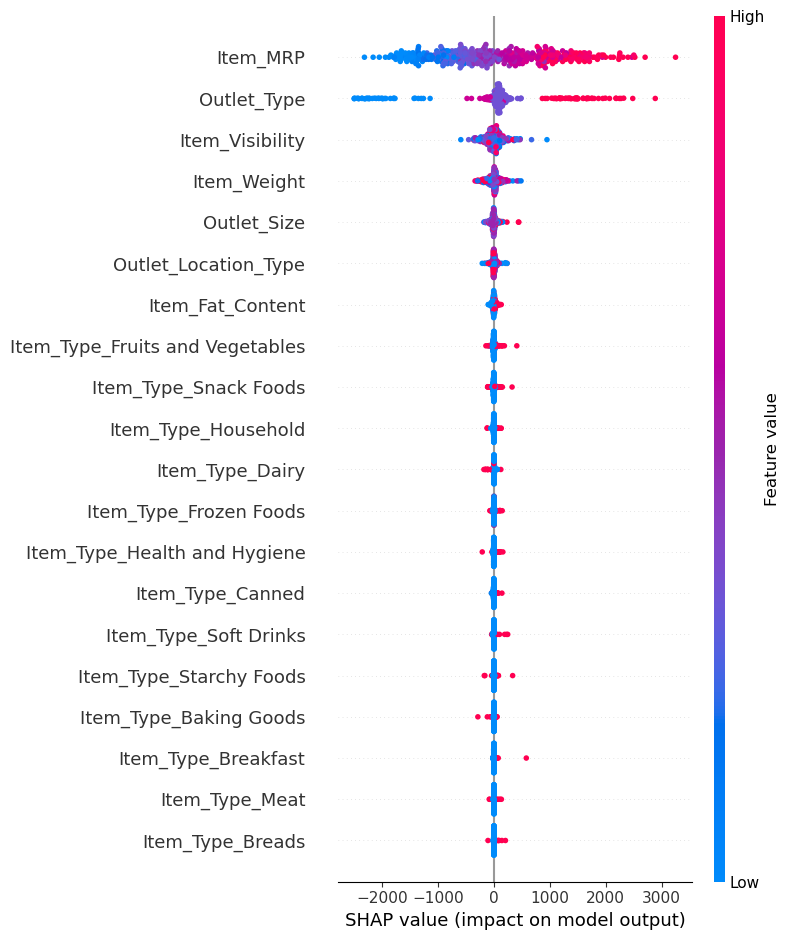 High
Item_MRP
Outlet_Type
Item_Visibility
Item_Weight
Outlet_Size
Outlet_Location_Type
Item_Fat_Content
Item_Type_Fruits and Vegetables
Item_Type_Snack Foods
Item_Type_Household
Item_Type_Dairy
Item_Type_Frozen Foods
Item_Type_Health and Hygiene
Item_Type_Canned
Item_Type_Soft Drinks
Item_Type_Starchy Foods
Item_Type_Baking Goods
Item_Type_Breakfast
Item_Type_Meat
Item_Type_Breads
Feature value
Low
−2000 −1000 0 1000 2000 3000
SHAP value (impact on model output)